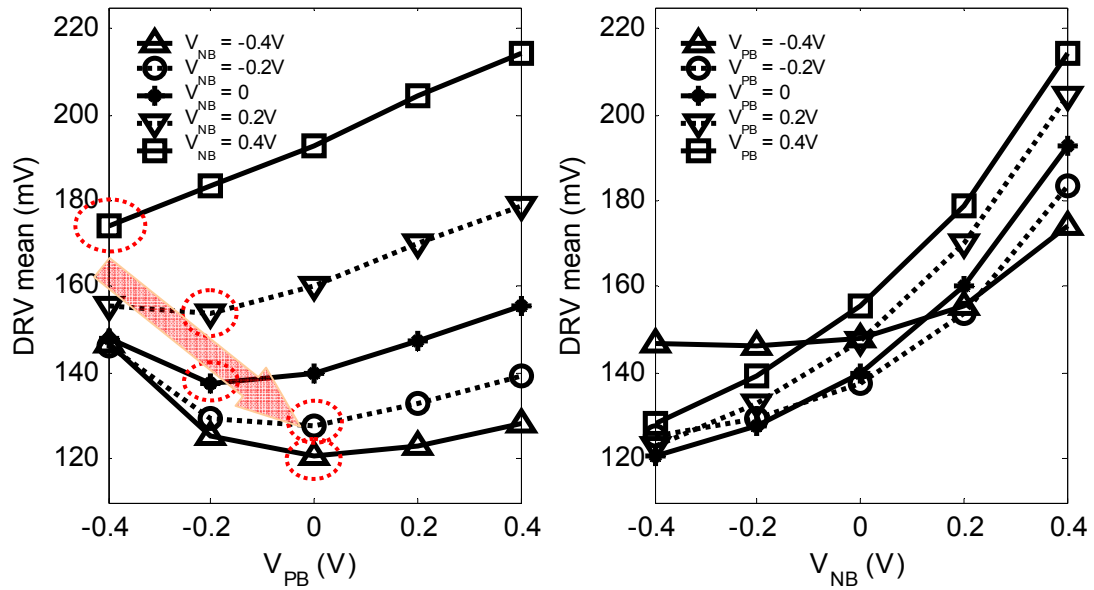 220
200
180
160
140
120
DRV mean (mV)
V_NB = -0.4V
V_NB = -0.2V
V_NB = 0
V_NB = 0.2V
V_NB = 0.4V
-0.4 -0.2 0 0.2 0.4
V_PB (V)
220
200
180
160
140
120
DRV mean (mV)
V_PB = -0.4V
V_PB = -0.2V
V_PB = 0
V_PB = 0.2V
V_PB = 0.4V
-0.4 -0.2 0 0.2 0.4
V_NB (V)